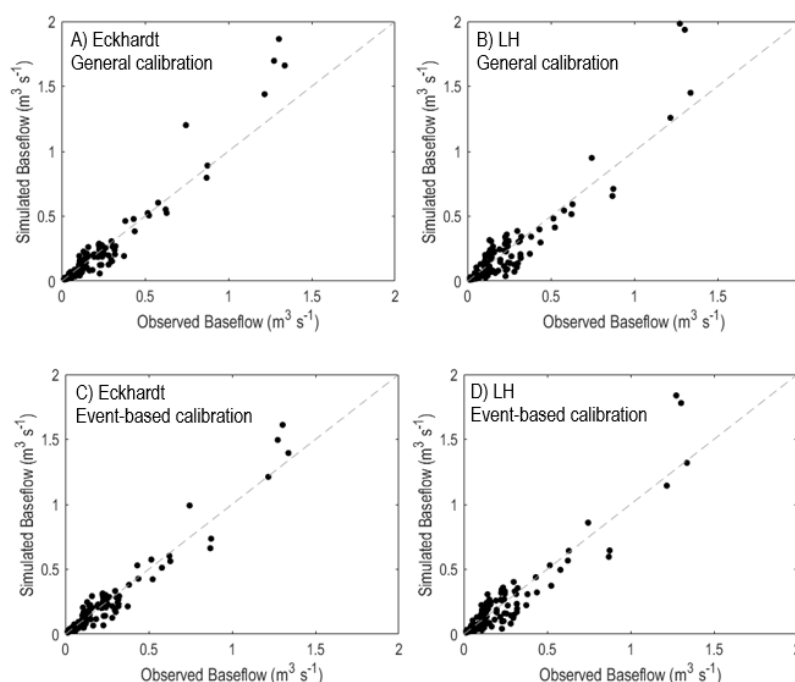 A) Eckhardt
General calibration
2
1.5
1
0.5
0
0
0.5
1
1.5
2
Simulated Baseflow (m³ s⁻¹)
Observed Baseflow (m³ s⁻¹)
B) LH
General calibration
2
1.5
1
0.5
0
0
0.5
1
1.5
2
Simulated Baseflow (m³ s⁻¹)
Observed Baseflow (m³ s⁻¹)
C) Eckhardt
Event-based calibration
2
1.5
1
0.5
0
0
0.5
1
1.5
2
Simulated Baseflow (m³ s⁻¹)
Observed Baseflow (m³ s⁻¹)
D) LH
Event-based calibration
2
1.5
1
0.5
0
0
0.5
1
1.5
2
Simulated Baseflow (m³ s⁻¹)
Observed Baseflow (m³ s⁻¹)